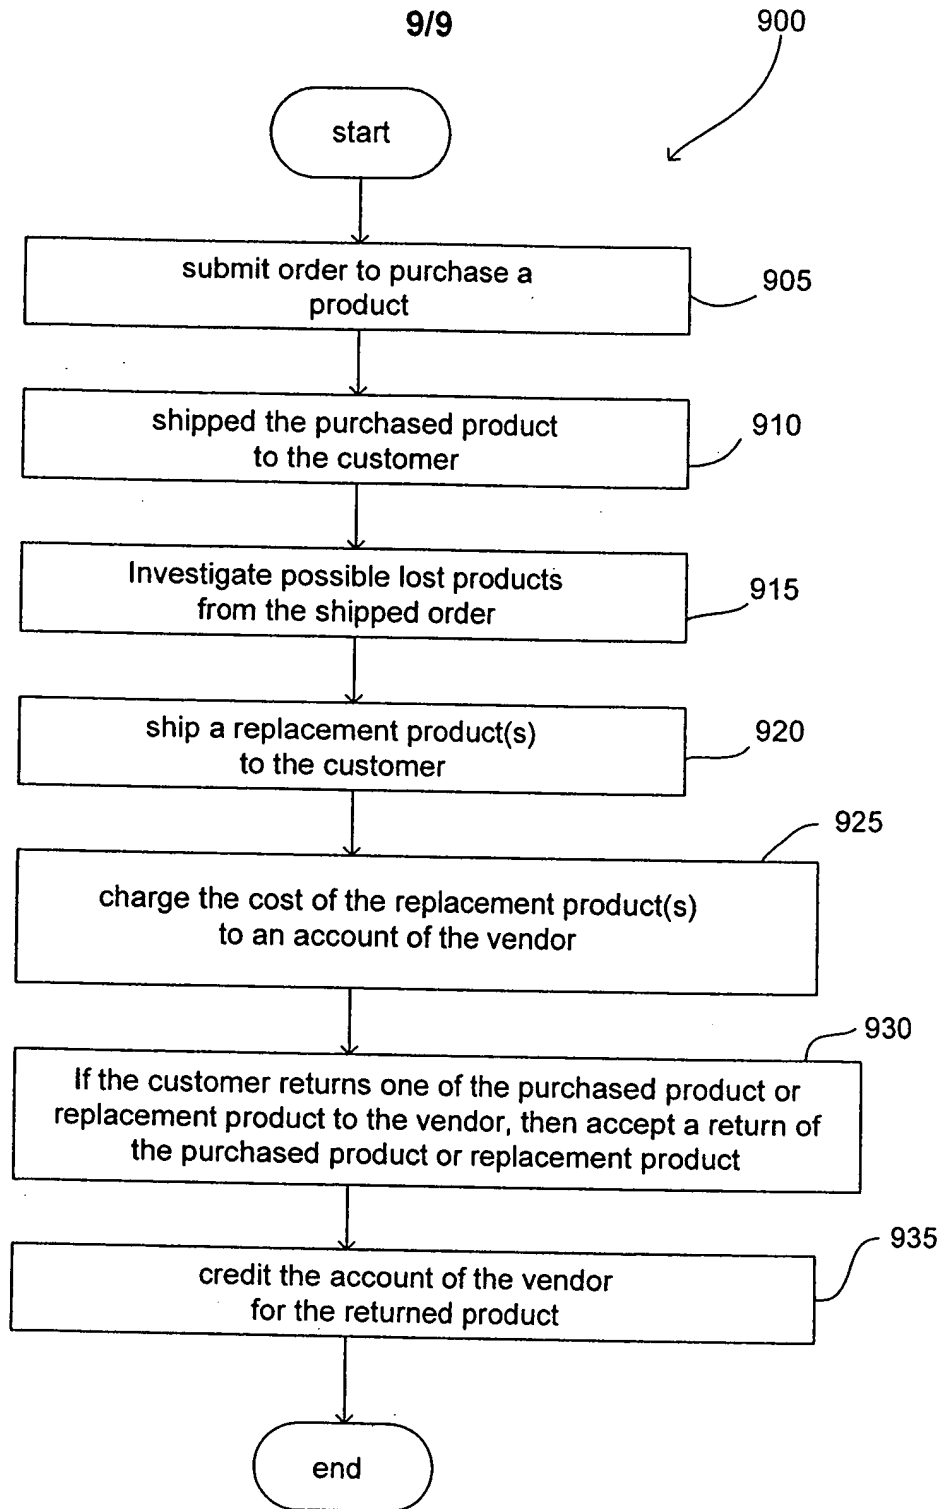 9/9
900
start
submit order to purchase a
product
905
shipped the purchased product
to the customer
910
Investigate possible lost products
from the shipped order
915
ship a replacement product(s)
to the customer
920
925
charge the cost of the replacement product(s)
to an account of the vendor
930
If the customer returns one of the purchased product or
replacement product to the vendor, then accept a return of
the purchased product or replacement product
935
credit the account of the vendor
for the returned product
end